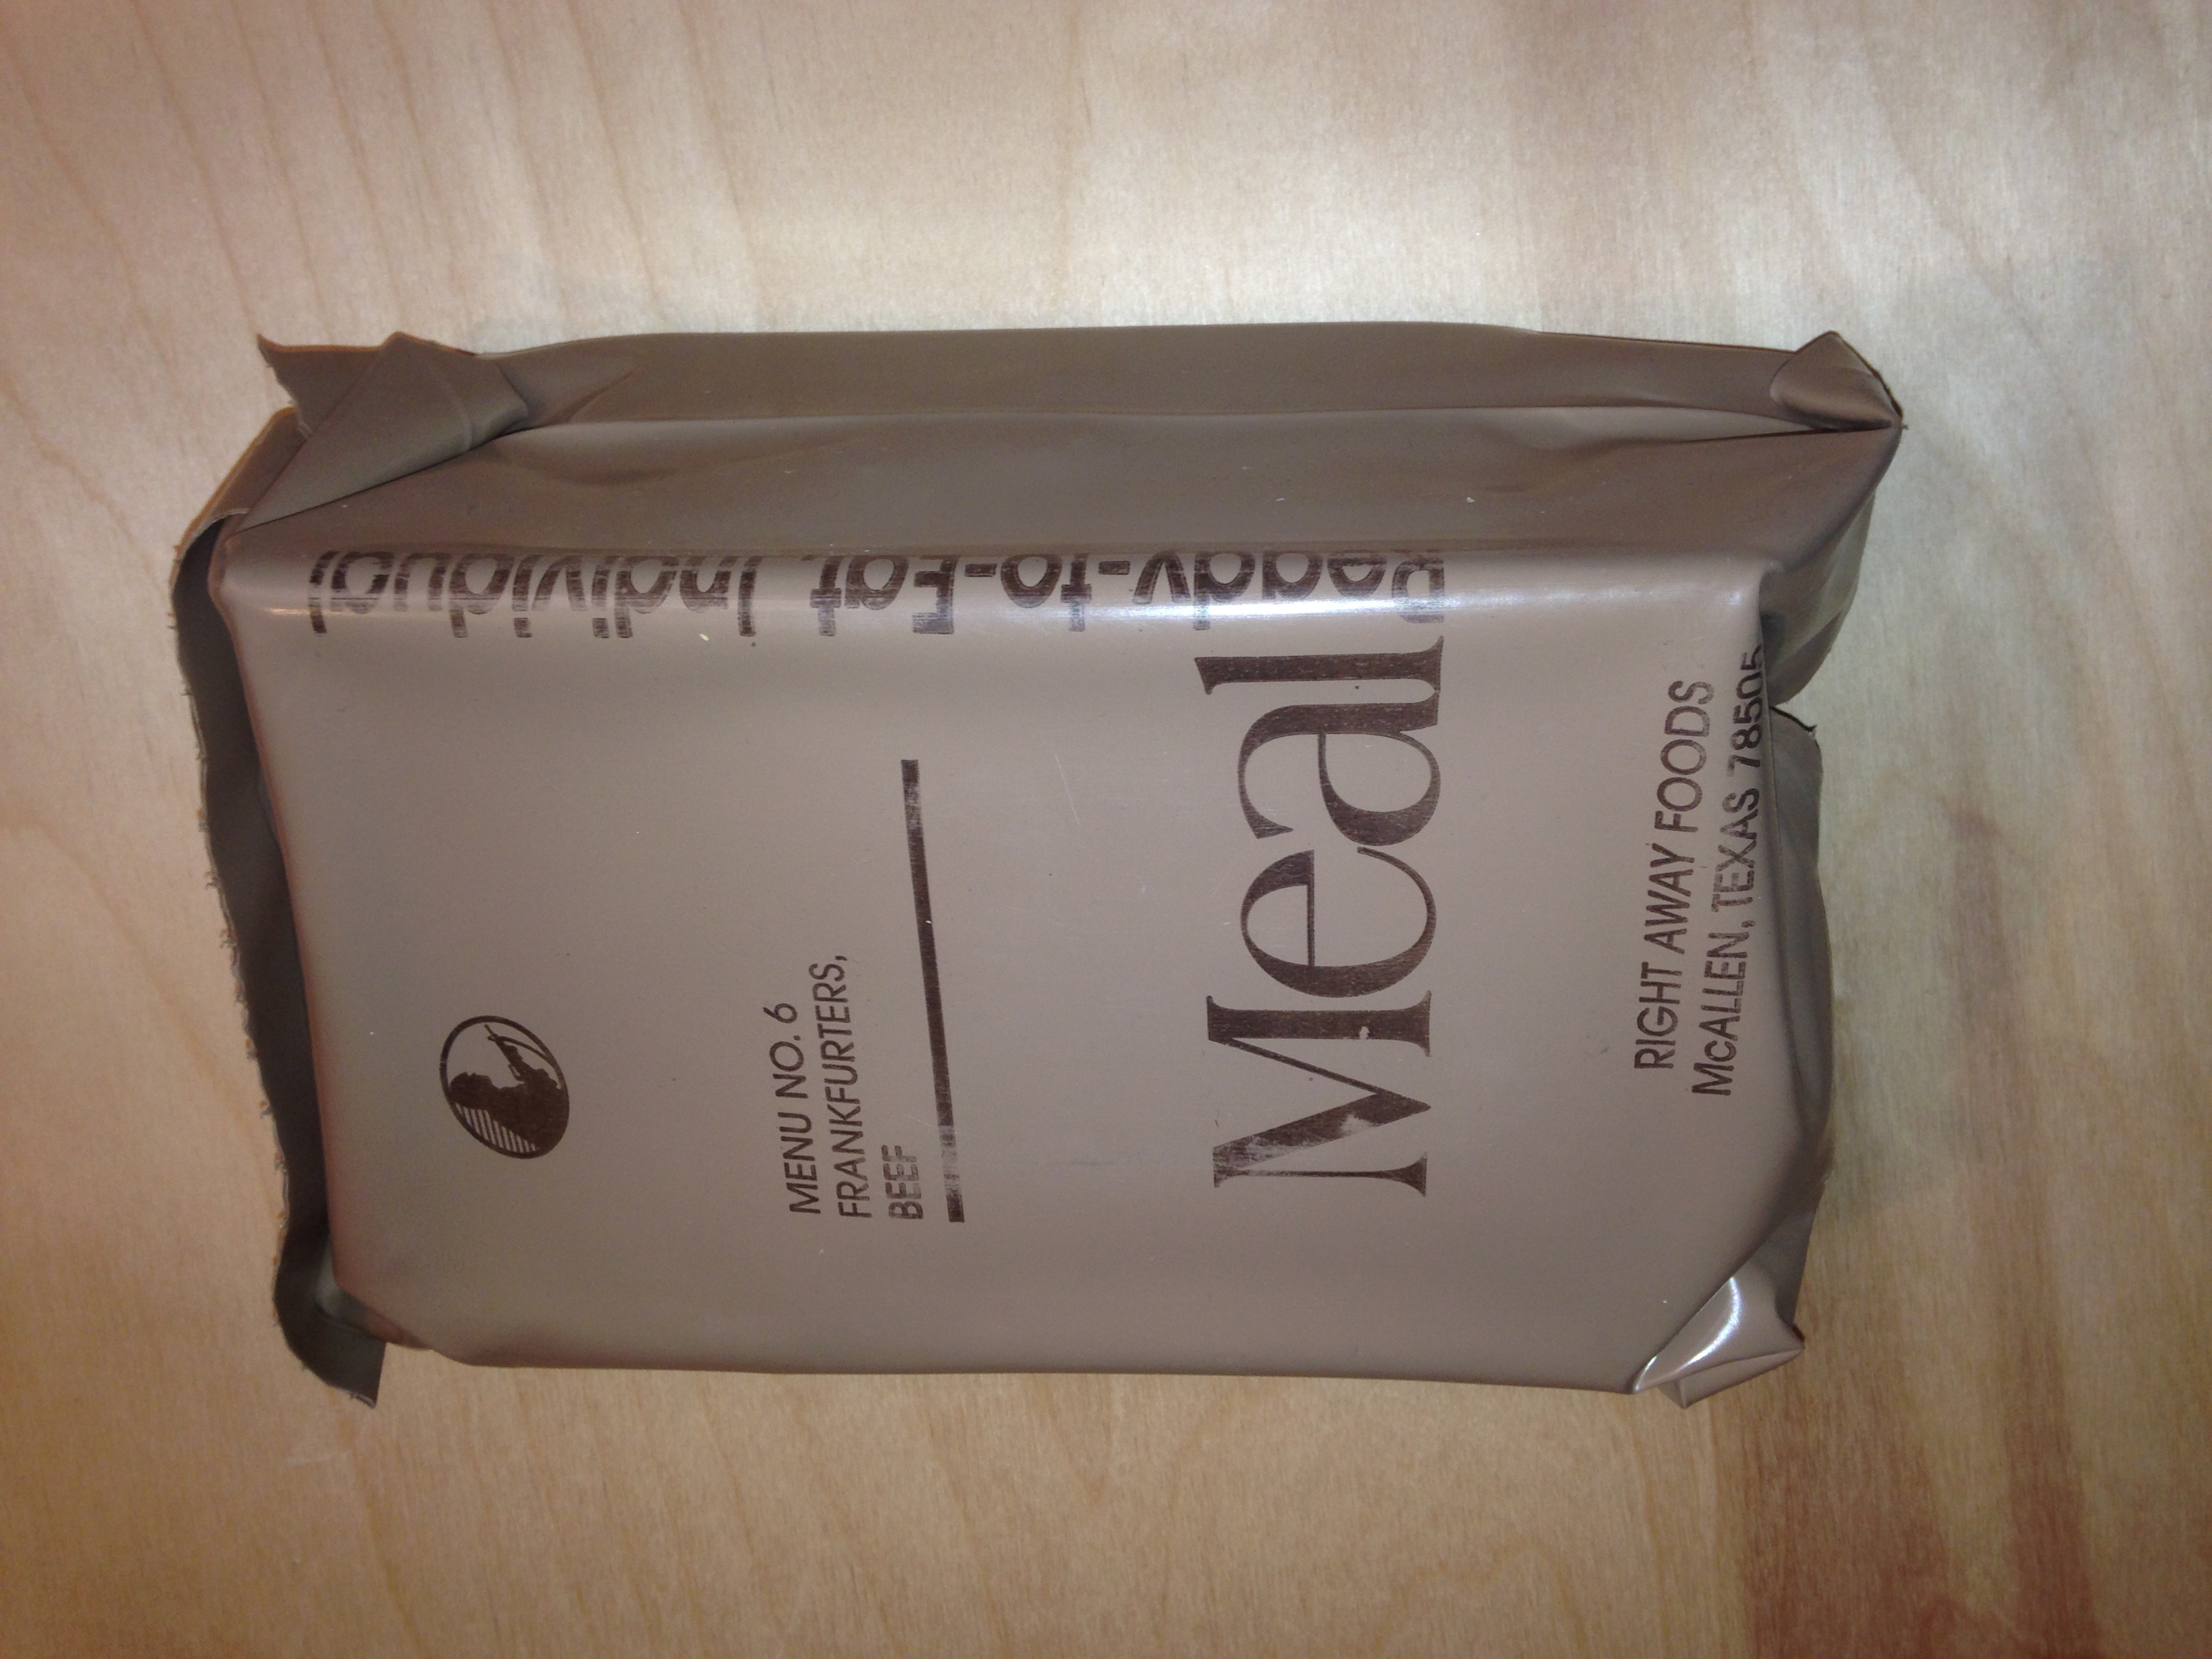 MENU NO. 6
FRANKFURTERS,
BEEF
Meal
Ready-to-Eat, Individual
RIGHT AWAY FOODS
McALLEN, TEXAS 78505